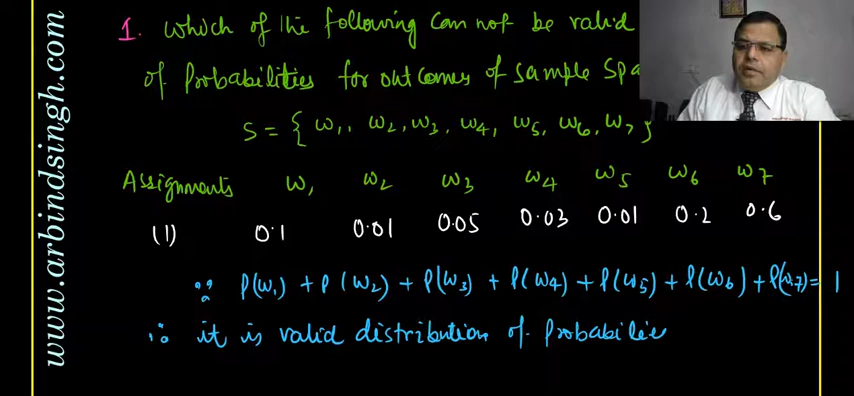 www.arbindsingh.com
1. Which of the following can not be valid
of Probabilities for outcomes of Sample Spa
S = { ω1, ω2, ω3, ω4, ω5, ω6, ω7 }
Assignments ω1 ω2 ω3 ω4 ω5 ω6 ω7
(1) 0.1 0.01 0.05 0.03 0.01 0.2 0.6
∵ P(ω1) + P(ω2) + P(ω3) + P(ω4) + P(ω5) + P(ω6) + P(ω7) = 1
∴ it is valid distribution of probabilie